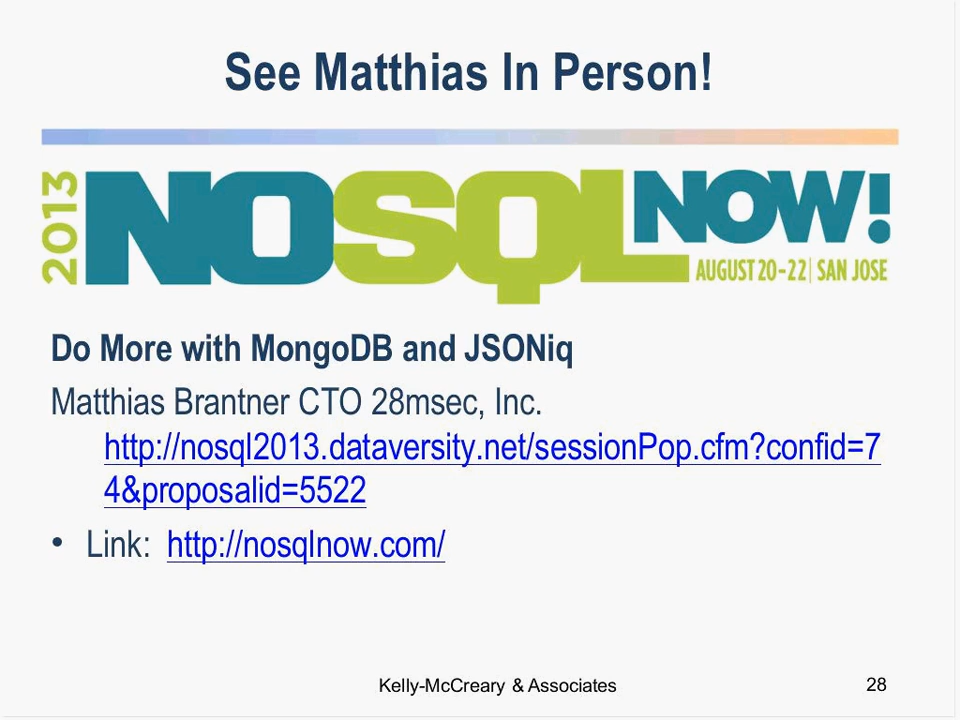 See Matthias In Person!
2013
NOSQL NOW!
AUGUST 20-22 | SAN JOSE
Do More with MongoDB and JSONiq
Matthias Brantner CTO 28msec, Inc.
http://nosql2013.dataversity.net/sessionPop.cfm?confid=7
4&proposalid=5522
• Link: http://nosqlnow.com/
Kelly-McCreary & Associates
28